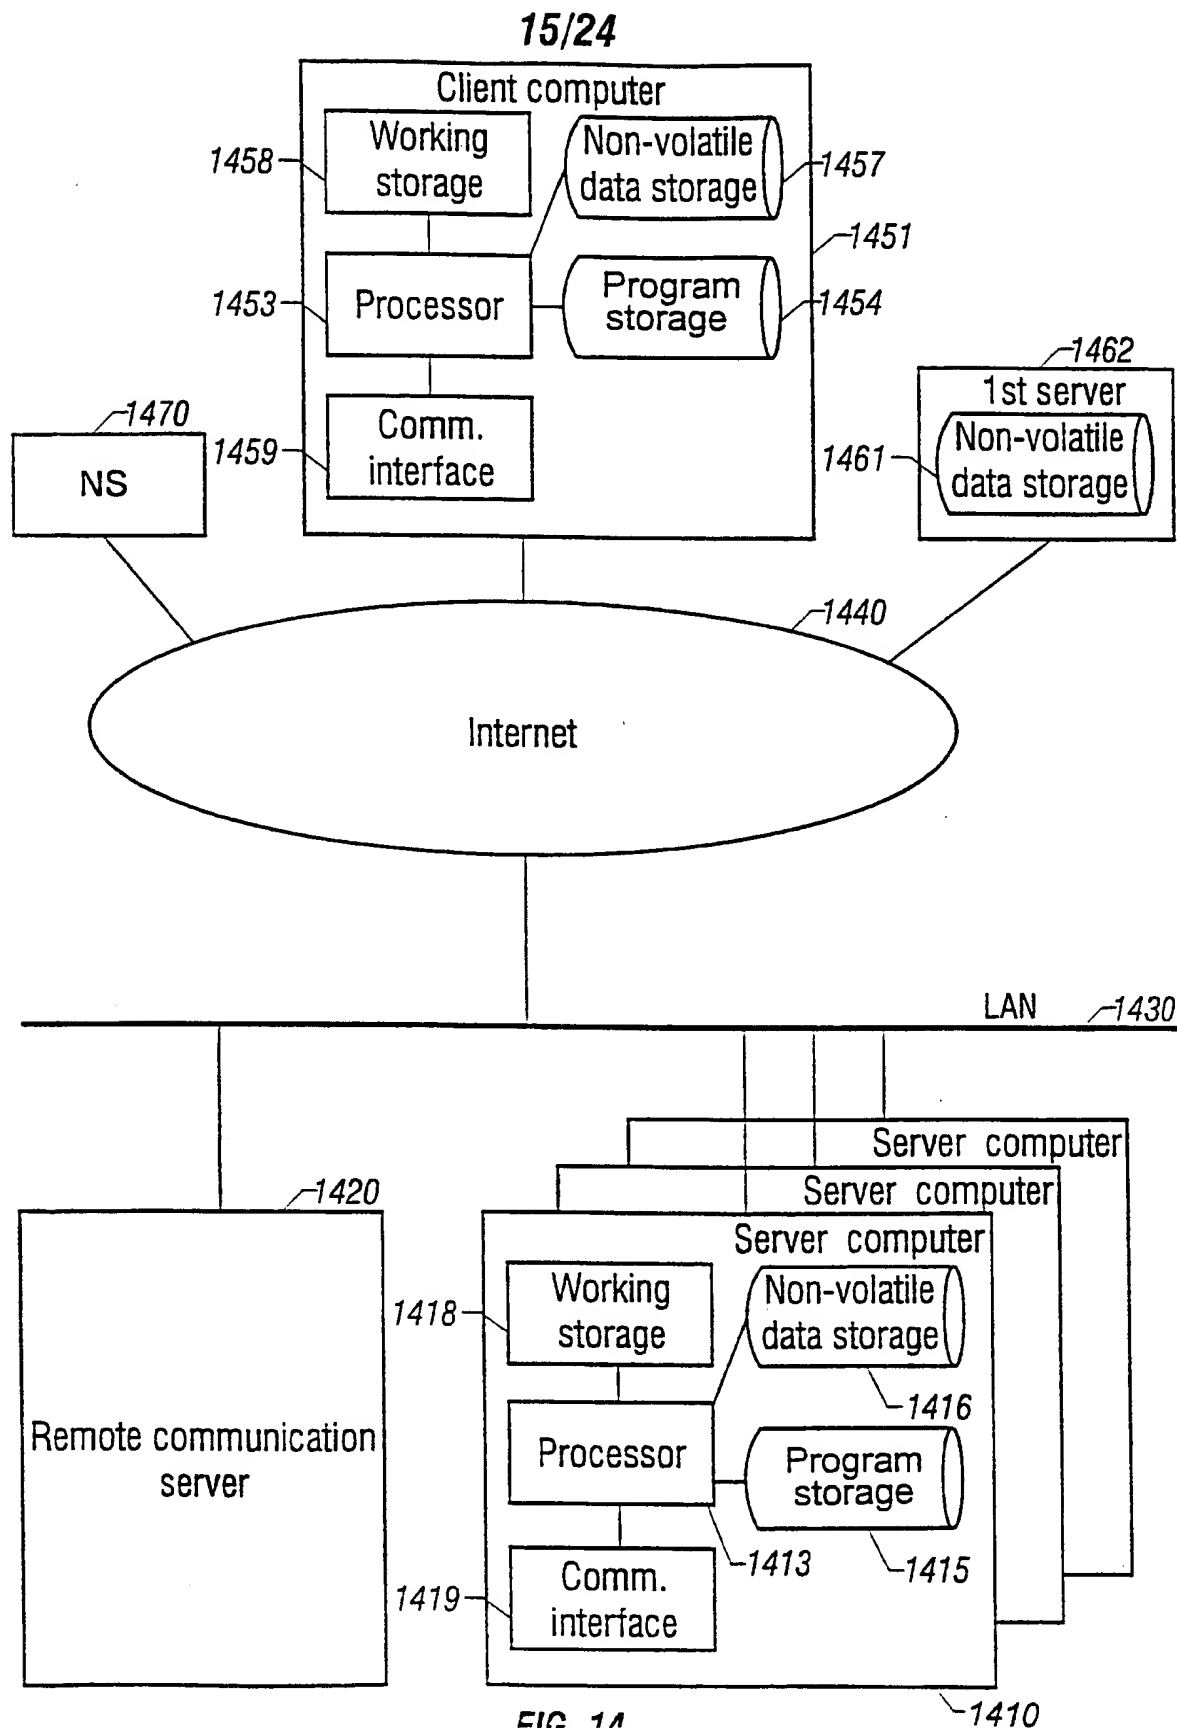 15/24
Client computer
Working
storage
1458
Non-volatile
data storage
1457
1451
Processor
1453
Program
storage
1454
Comm.
interface
1459
1470
NS
1462
1st server
Non-volatile
data storage
1461
1440
Internet
LAN
1430
1420
Remote communication
server
Server computer
Server computer
Server computer
Working
storage
1418
Non-volatile
data storage
1416
Processor
1413
Program
storage
1415
Comm.
interface
1419
1410
FIG. 14